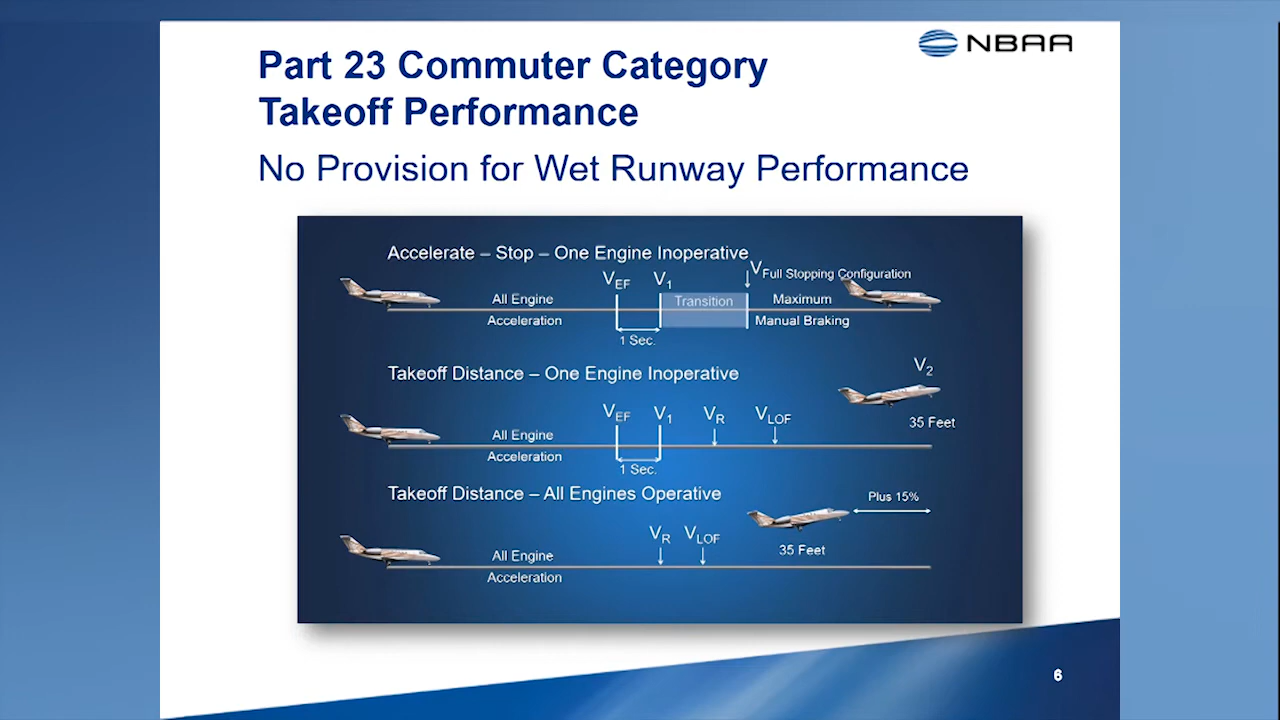 NBAA
Part 23 Commuter Category
Takeoff Performance
No Provision for Wet Runway Performance
Accelerate – Stop – One Engine Inoperative
VEF V1 VFull Stopping Configuration
All Engine Transition Maximum
Acceleration Manual Braking
1 Sec.
Takeoff Distance – One Engine Inoperative
V2
35 Feet
VEF V1 VR VLOF
All Engine
Acceleration
1 Sec.
Takeoff Distance – All Engines Operative
Plus 15%
VR VLOF
35 Feet
All Engine
Acceleration
6